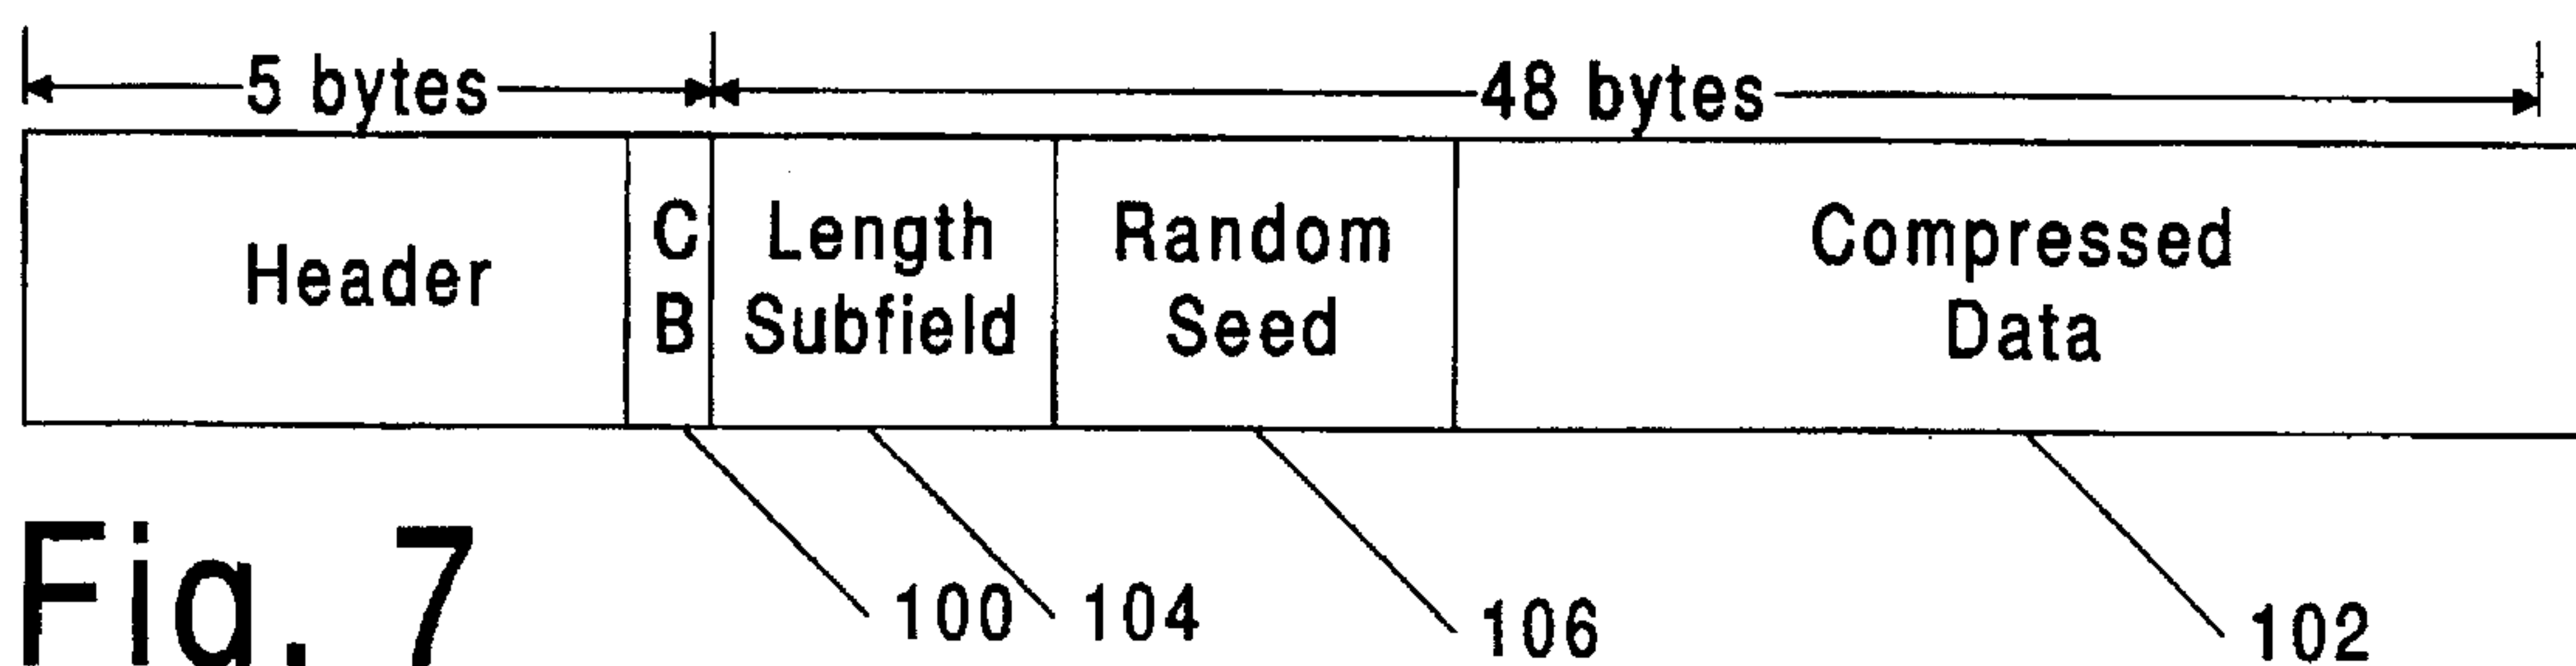 5 bytes 48 bytes
Header
C
B
Length
Subfield
Random
Seed
Compressed
Data
100 104 106 102
Fig. 7